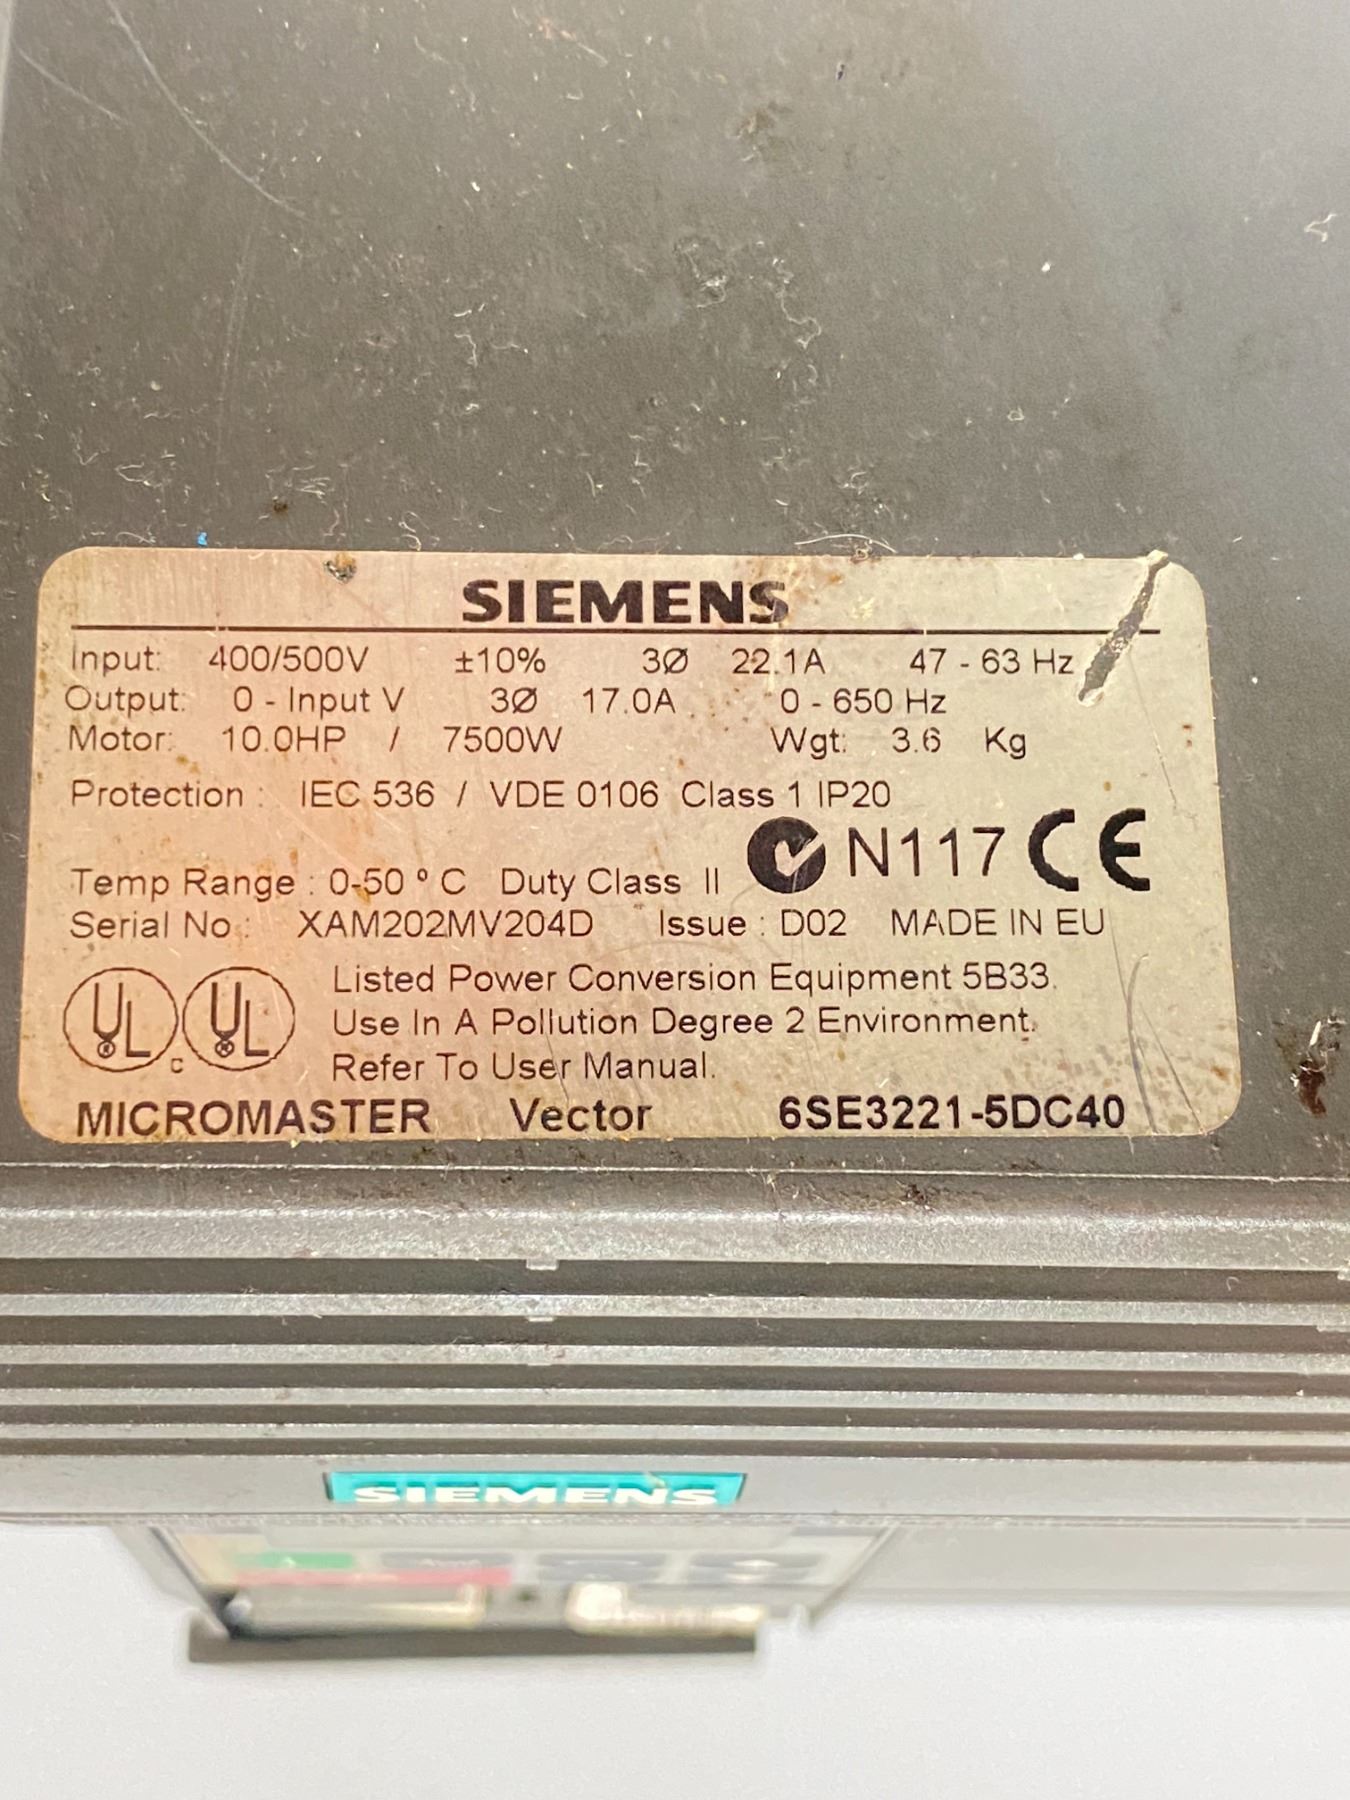 SIEMENS
Input: 400/500V ±10% 3Ø 22.1A 47 - 63 Hz
Output: 0 - Input V 3Ø 17.0A 0 - 650 Hz
Motor: 10.0HP / 7500W Wgt: 3.6 Kg
Protection : IEC 536 / VDE 0106 Class 1 IP20
N117 CE
Temp Range : 0-50 º C Duty Class II
Serial No : XAM202MV204D Issue : D02 MADE IN EU
UL c UL Listed Power Conversion Equipment 5B33.
Use In A Pollution Degree 2 Environment.
Refer To User Manual.
MICROMASTER Vector 6SE3221-5DC40
SIEMENS